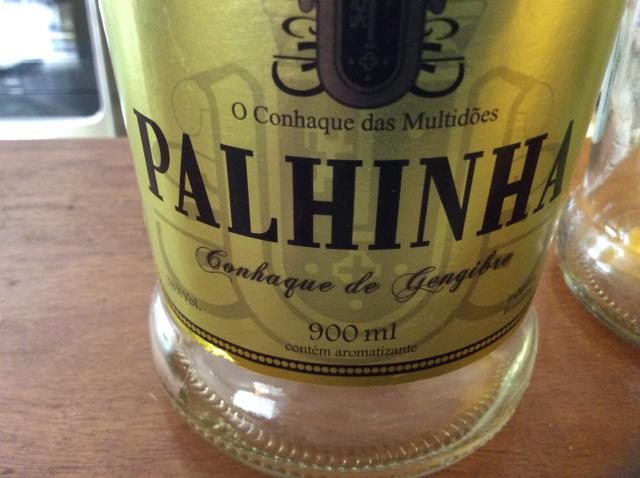 O Conhaque das Multidões
PALHINHA
Conhaque de Gengibre
900 ml
contém aromatizante